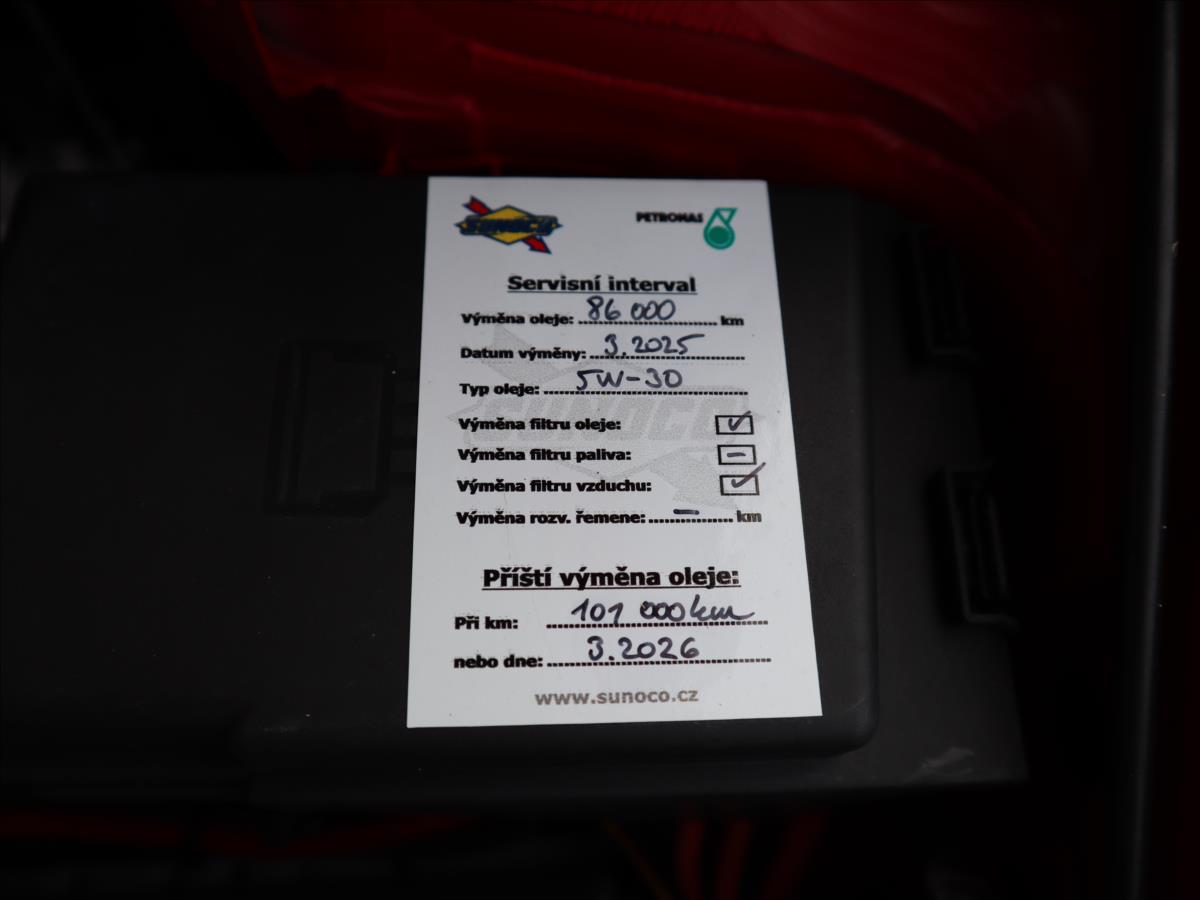 SUNOCO PETRONAS
Servisní interval
Výměna oleje: 86 000 km
Datum výměny: 3.2025
Typ oleje: 5W-30
SUNOCO
Výměna filtru oleje: ✓
Výměna filtru paliva: –
Výměna filtru vzduchu: ✓
Výměna rozv. řemene: – km
Příští výměna oleje:
Při km: 101 000km
nebo dne: 3.2026
www.sunoco.cz